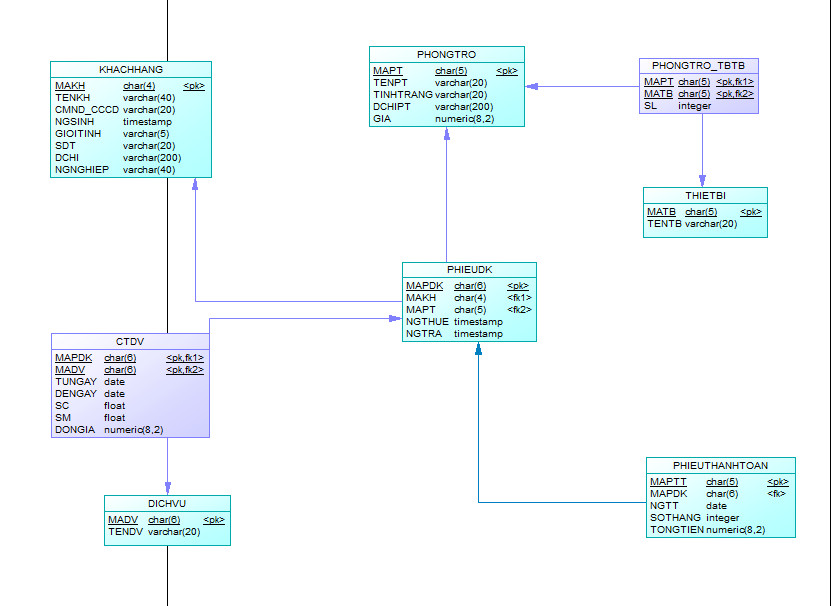 KHACHHANG
MAKH char(4) <pk>
TENKH varchar(40)
CMND_CCCD varchar(20)
NGSINH timestamp
GIOITINH varchar(5)
SDT varchar(20)
DCHI varchar(200)
NGNGHIEP varchar(40)
PHONGTRO
MAPT char(5) <pk>
TENPT varchar(20)
TINHTRANG varchar(20)
DCHIPT varchar(200)
GIA numeric(8,2)
PHONGTRO_TBTB
MAPT char(5) <pk,fk1>
MATB char(5) <pk,fk2>
SL integer
THIETBI
MATB char(5) <pk>
TENTB varchar(20)
PHIEUDK
MAPDK char(6) <pk>
MAKH char(4) <fk1>
MAPT char(5) <fk2>
NGTHUE timestamp
NGTRA timestamp
CTDV
MAPDK char(6) <pk,fk1>
MADV char(6) <pk,fk2>
TUNGAY date
DENGAY date
SC float
SM float
DONGIA numeric(8,2)
DICHVU
MADV char(6) <pk>
TENDV varchar(20)
PHIEUTHANHTOAN
MAPTT char(5) <pk>
MAPDK char(6) <fk>
NGTT date
SOTHANG integer
TONGTIEN numeric(8,2)